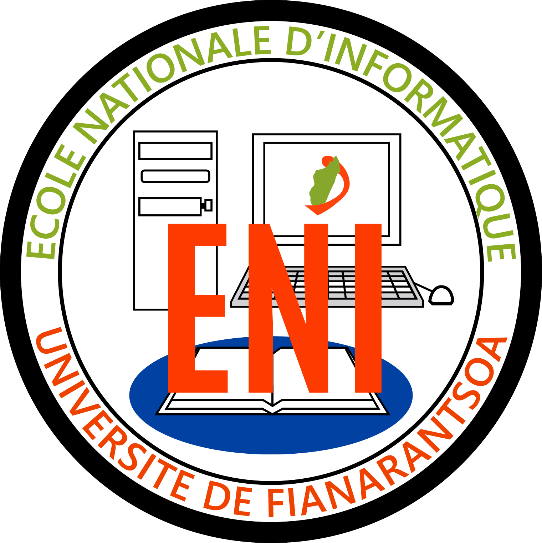 ECOLE NATIONALE D'INFORMATIQUE
ENI
UNIVERSITE DE FIANARANTSOA